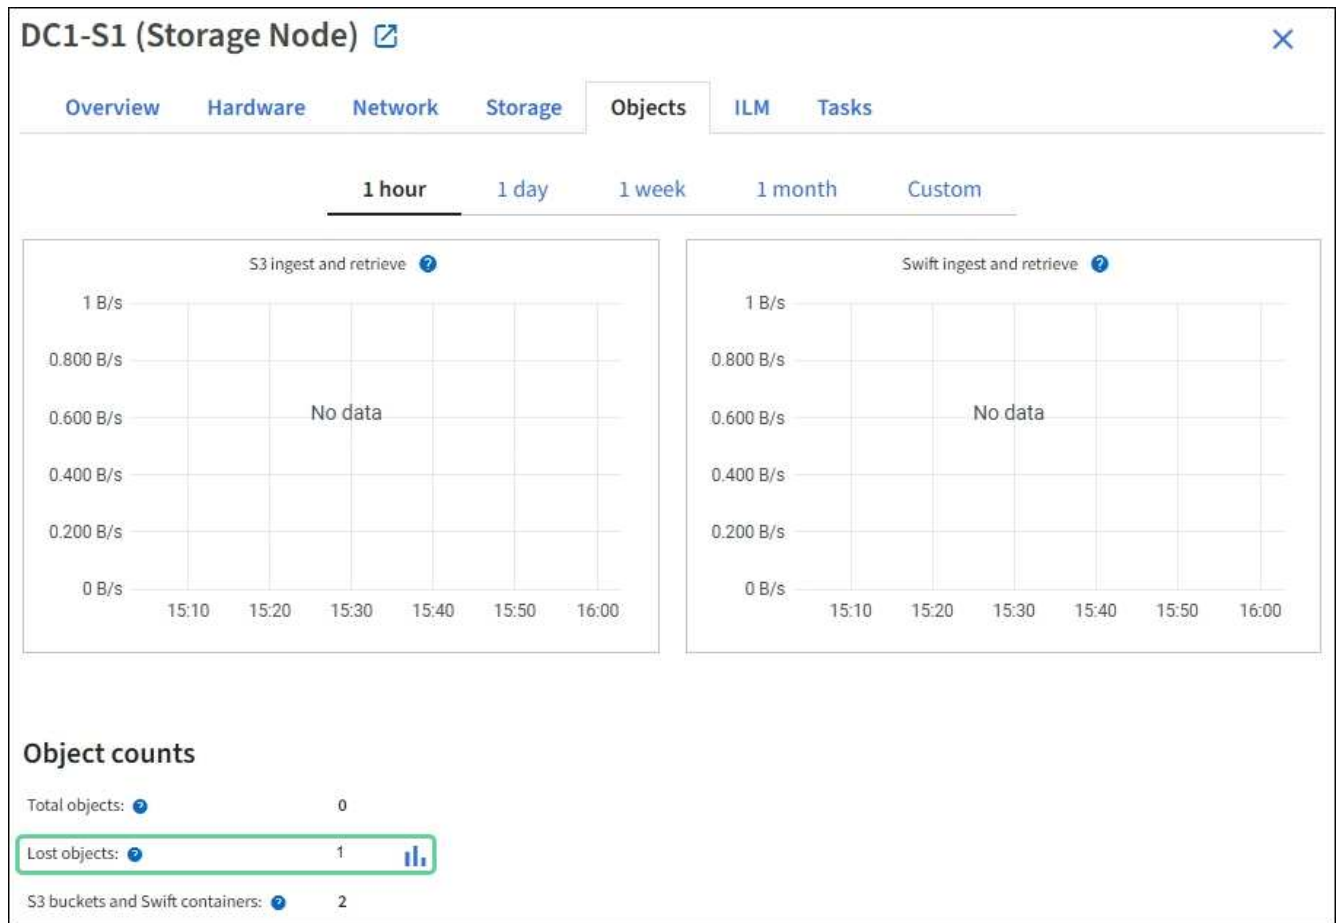 DC1-S1 (Storage Node)
Overview Hardware Network Storage Objects ILM Tasks
1 hour 1 day 1 week 1 month Custom
S3 ingest and retrieve
1 B/s
0.800 B/s
0.600 B/s
0.400 B/s
0.200 B/s
0 B/s
No data
15:10 15:20 15:30 15:40 15:50 16:00
Swift ingest and retrieve
1 B/s
0.800 B/s
0.600 B/s
0.400 B/s
0.200 B/s
0 B/s
No data
15:10 15:20 15:30 15:40 15:50 16:00
Object counts
Total objects: 0
Lost objects: 1
S3 buckets and Swift containers: 2